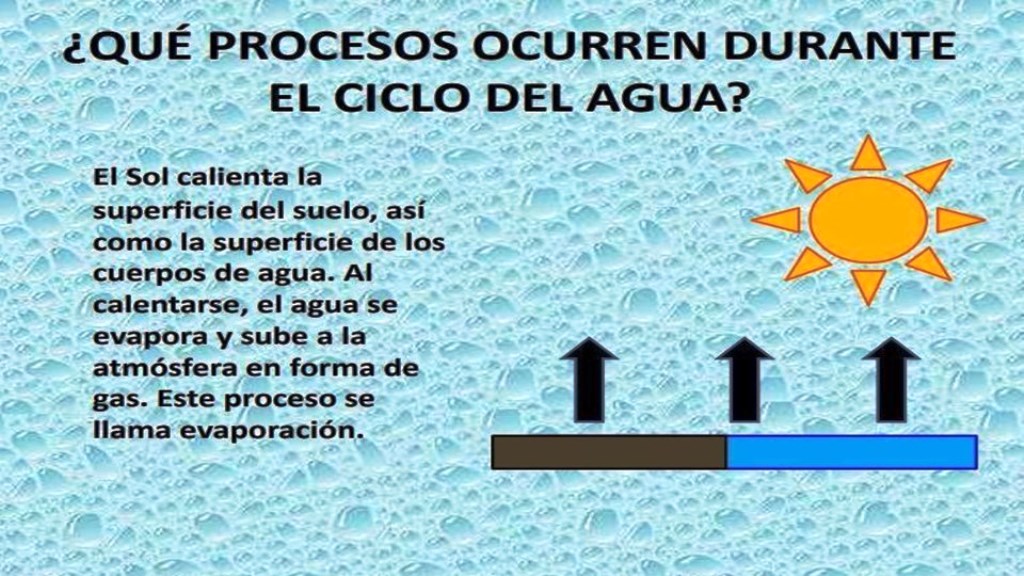 ¿QUÉ PROCESOS OCURREN DURANTE
EL CICLO DEL AGUA?
El Sol calienta la
superficie del suelo, así
como la superficie de los
cuerpos de agua. Al
calentarse, el agua se
evapora y sube a la
atmósfera en forma de
gas. Este proceso se
llama evaporación.